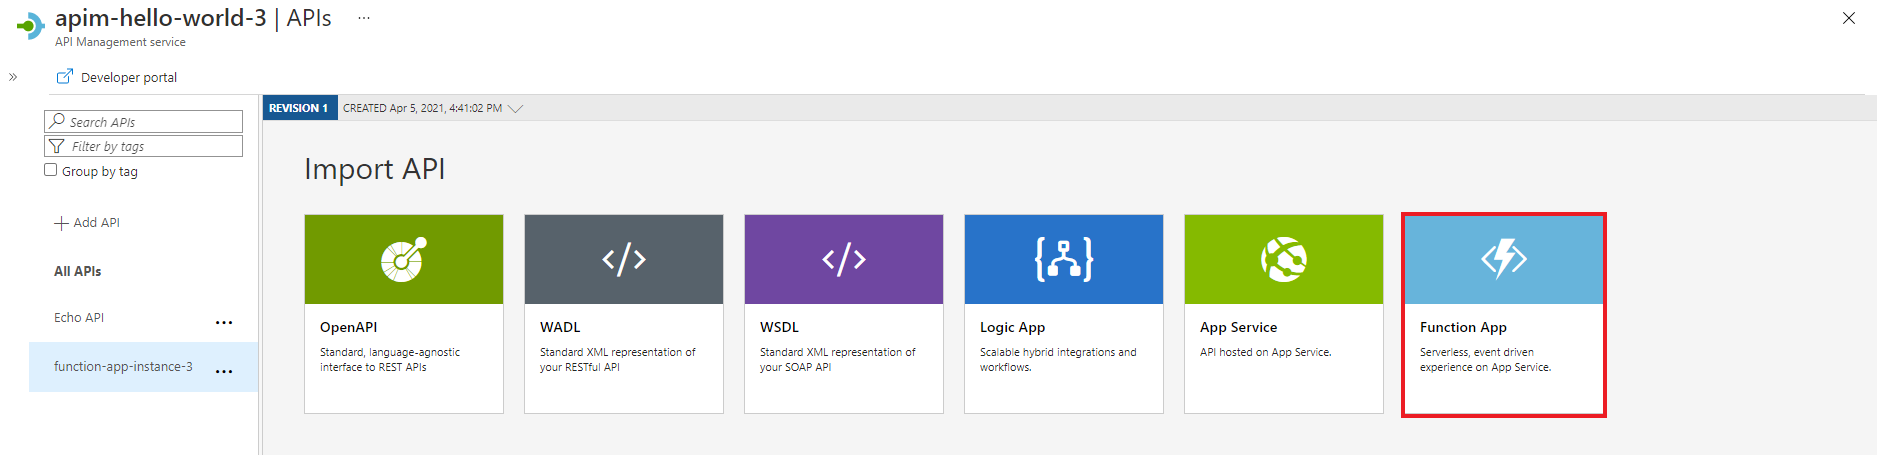 apim-hello-world-3 | APIs ...
API Management service
Developer portal
Search APIs
Filter by tags
Group by tag
Add API
All APIs
Echo API ...
function-app-instance-3 ...
REVISION 1 CREATED Apr 5, 2021, 4:41:02 PM
Import API
</>
</>
OpenAPI
Standard, language-agnostic
interface to REST APIs
WADL
Standard XML representation of
your RESTful API
WSDL
Standard XML representation of
your SOAP API
Logic App
Scalable hybrid integrations and
workflows.
App Service
API hosted on App Service.
Function App
Serverless, event driven
experience on App Service.